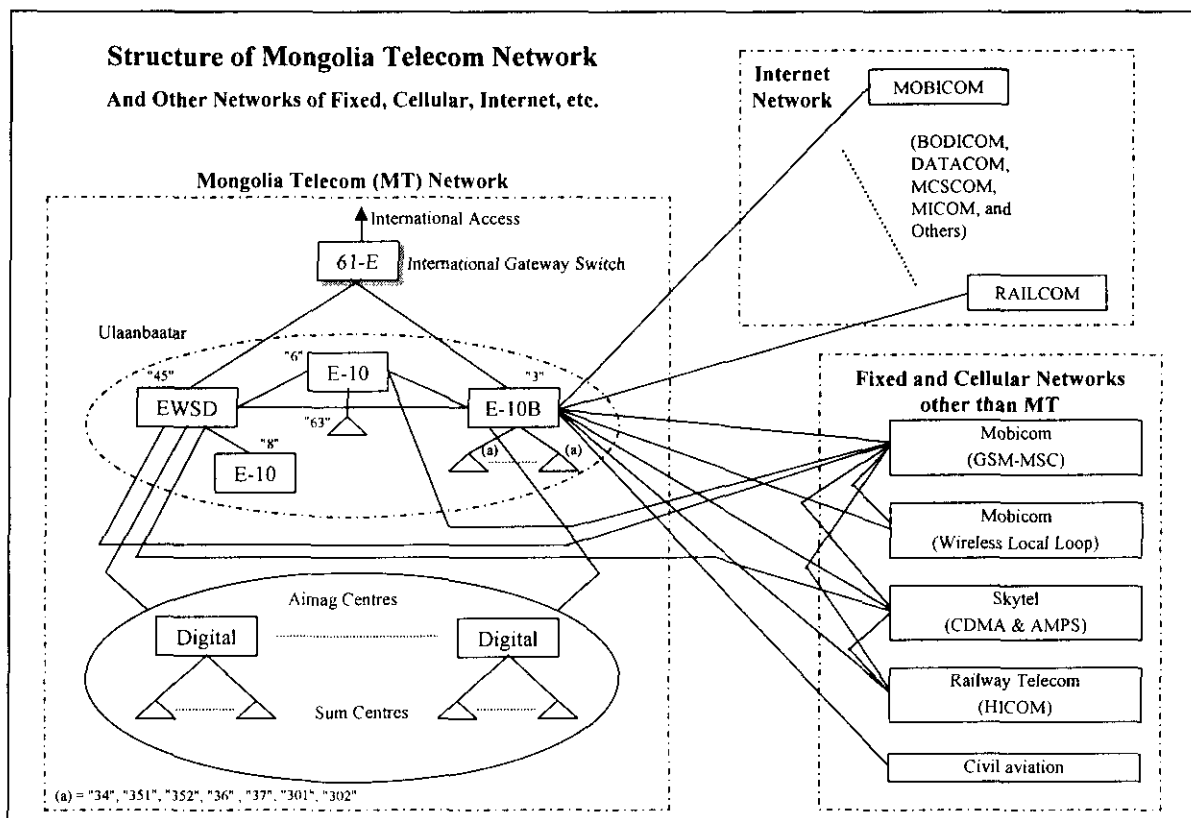 Structure of Mongolia Telecom Network
And Other Networks of Fixed, Cellular, Internet, etc.
Internet
Network
MOBICOM
(BODICOM,
DATACOM,
MCSCOM,
MICOM, and
Others)
RAILCOM
Mongolia Telecom (MT) Network
International Access
61-E
International Gateway Switch
Ulaanbaatar
"45"
EWSD
"6"
E-10
"63"
"3"
E-10B
"8"
E-10
(a)
(a)
Aimag Centres
Digital
Digital
Sum Centres
(a) = "34", "351", "352", "36" , "37", "301", "302"
Fixed and Cellular Networks
other than MT
Mobicom
(GSM-MSC)
Mobicom
(Wireless Local Loop)
Skytel
(CDMA & AMPS)
Railway Telecom
(HICOM)
Civil aviation